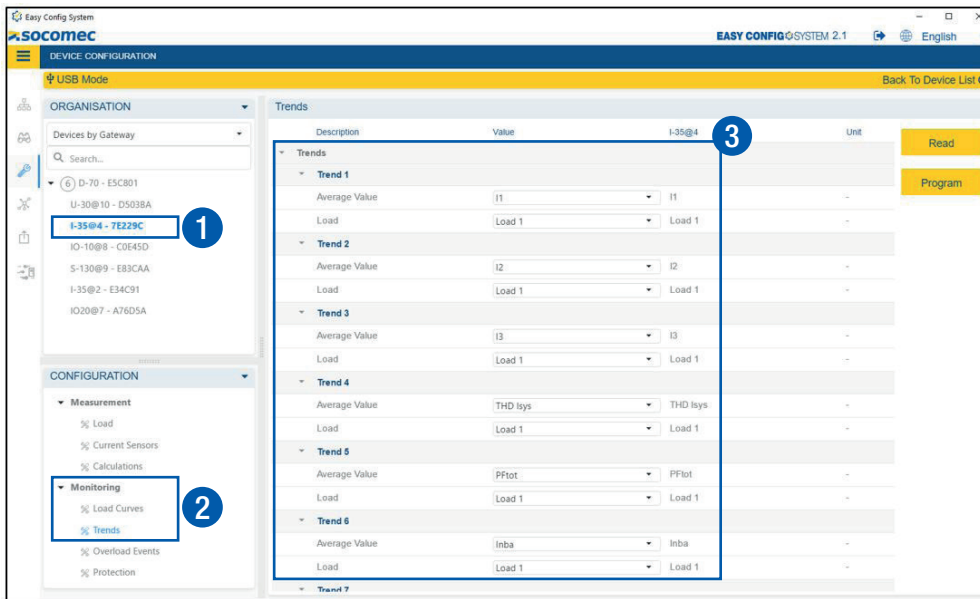 Easy Config System
socomec
EASY CONFIG SYSTEM 2.1
English
DEVICE CONFIGURATION
USB Mode
Back To Device List
ORGANISATION
Devices by Gateway
Search...
6 D-70 - E5C801
U-30@10 - D5038A
I-35@4 - 7E229C
1
IO-10@8 - C0E45D
S-130@9 - E83CAA
I-35@2 - E34C91
IO20@7 - A76D5A
CONFIGURATION
Measurement
Load
Current Sensors
Calculations
Monitoring
Load Curves
2
Trends
Overload Events
Protection
Trends
Description Value I-35@4 Unit
3
Trends
Trend 1
Average Value I1 I1 -
Load Load 1 Load 1 -
Trend 2
Average Value I2 I2 -
Load Load 1 Load 1 -
Trend 3
Average Value I3 I3 -
Load Load 1 Load 1 -
Trend 4
Average Value THD Isys THD Isys -
Load Load 1 Load 1 -
Trend 5
Average Value PFtot PFtot -
Load Load 1 Load 1 -
Trend 6
Average Value Inba Inba -
Load Load 1 Load 1 -
Trend 7
Read
Program